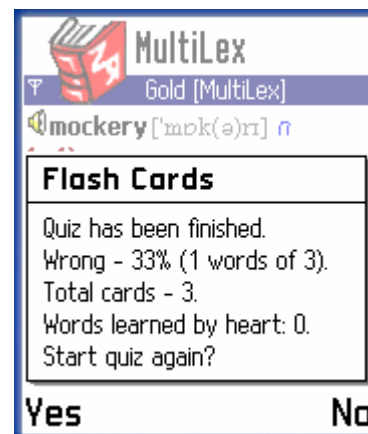 MultiLex
Gold [MultiLex]
mockery ['mɒk(ə)rɪ] n
Flash Cards
Quiz has been finished.
Wrong - 33% (1 words of 3).
Total cards - 3.
Words learned by heart: 0.
Start quiz again?
Yes No